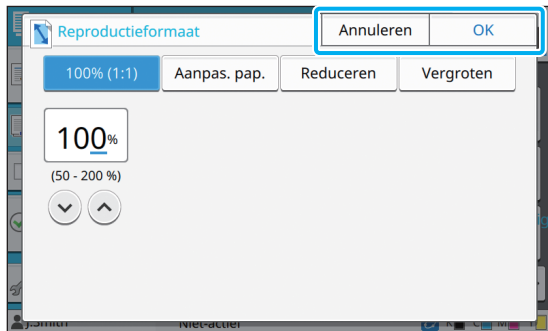 Reproductieformaat
Annuleren
OK
100% (1:1)
Aanpas. pap.
Reduceren
Vergroten
100%
(50 - 200 %)
J.Smith
Niet-actief
K
C
M
Y